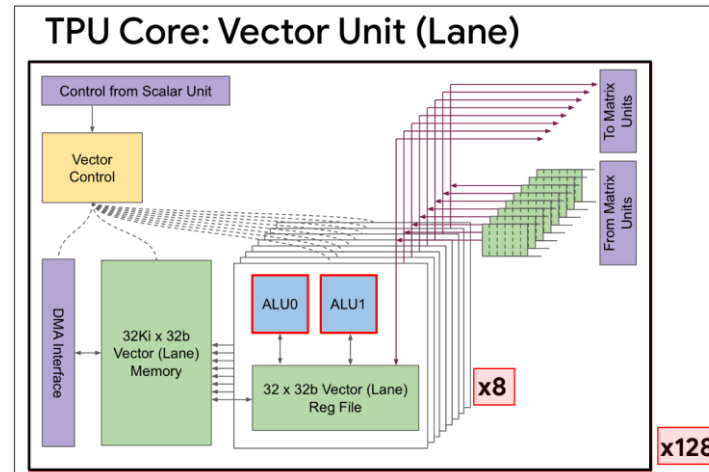 TPU Core: Vector Unit (Lane)
Control from Scalar Unit
Vector
Control
To Matrix
Units
From Matrix
Units
DMA Interface
32Ki x 32b
Vector (Lane)
Memory
ALU0
ALU1
32 x 32b Vector (Lane)
Reg File
x8
x128